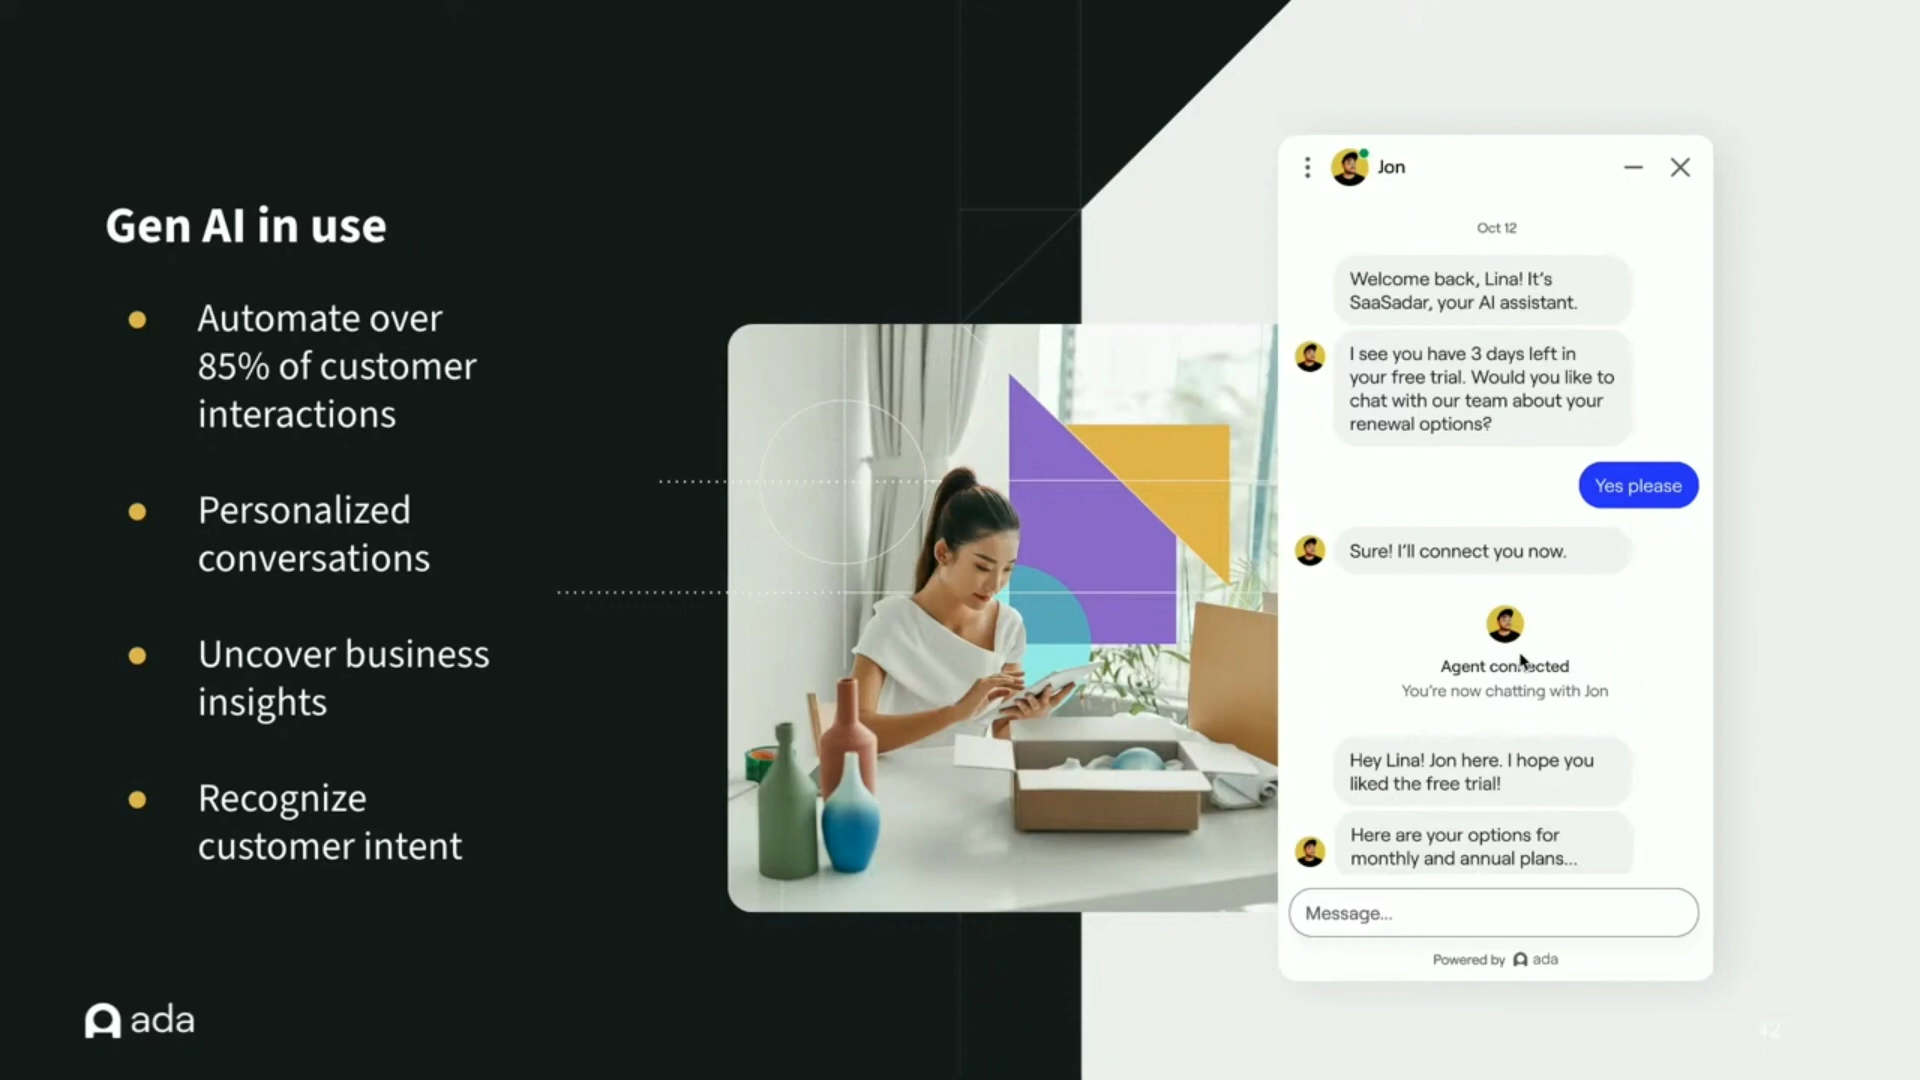 Gen AI in use
Automate over
85% of customer
interactions
Personalized
conversations
Uncover business
insights
Recognize
customer intent
ada
Jon
Oct 12
Welcome back, Lina! It's
SaaSadar, your AI assistant.
I see you have 3 days left in
your free trial. Would you like to
chat with our team about your
renewal options?
Yes please
Sure! I'll connect you now.
Agent connected
You're now chatting with Jon
Hey Lina! Jon here. I hope you
liked the free trial!
Here are your options for
monthly and annual plans...
Message...
Powered by ada
12